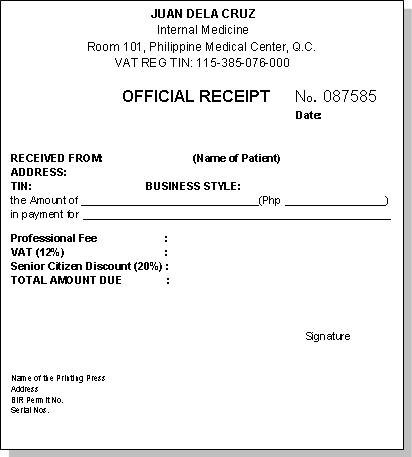 JUAN DELA CRUZ
Internal Medicine
Room 101, Philippine Medical Center, Q.C.
VAT REG TIN: 115-385-076-000
OFFICIAL RECEIPT No. 087585
Date:
RECEIVED FROM: (Name of Patient)
ADDRESS:
TIN: BUSINESS STYLE:
the Amount of ______________________________(Php _________________)
in payment for ____________________________________________________
Professional Fee :
VAT (12%) :
Senior Citizen Discount (20%) :
TOTAL AMOUNT DUE :
Signature
Name of the Printing Press
Address
BIR Permit No.
Serial Nos.